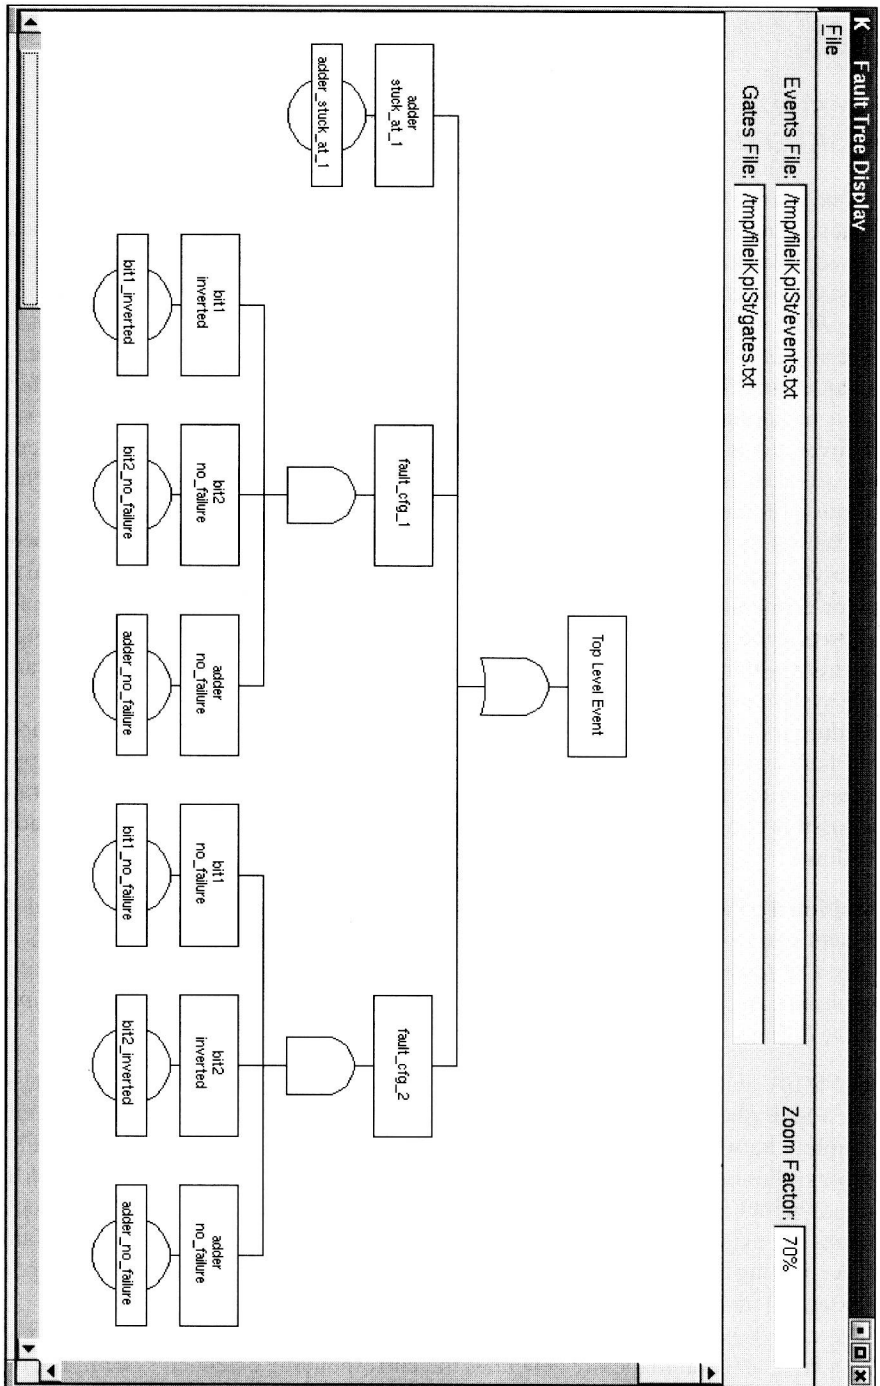 K Fault Tree Display
File
Events File: /tmp/fileiKpiSt/events.txt
Zoom Factor: 70%
Gates File: /tmp/fileiKpiSt/gates.txt
Top Level Event
adder
stuck_at_1
fault_cfg_1
fault_cfg_2
adder_stuck_at_1
bit1
inverted
bit2
no_failure
adder
no_failure
bit1
no_failure
bit2
inverted
adder
no_failure
bit1_inverted
bit2_no_failure
adder_no_failure
bit1_no_failure
bit2_inverted
adder_no_failure